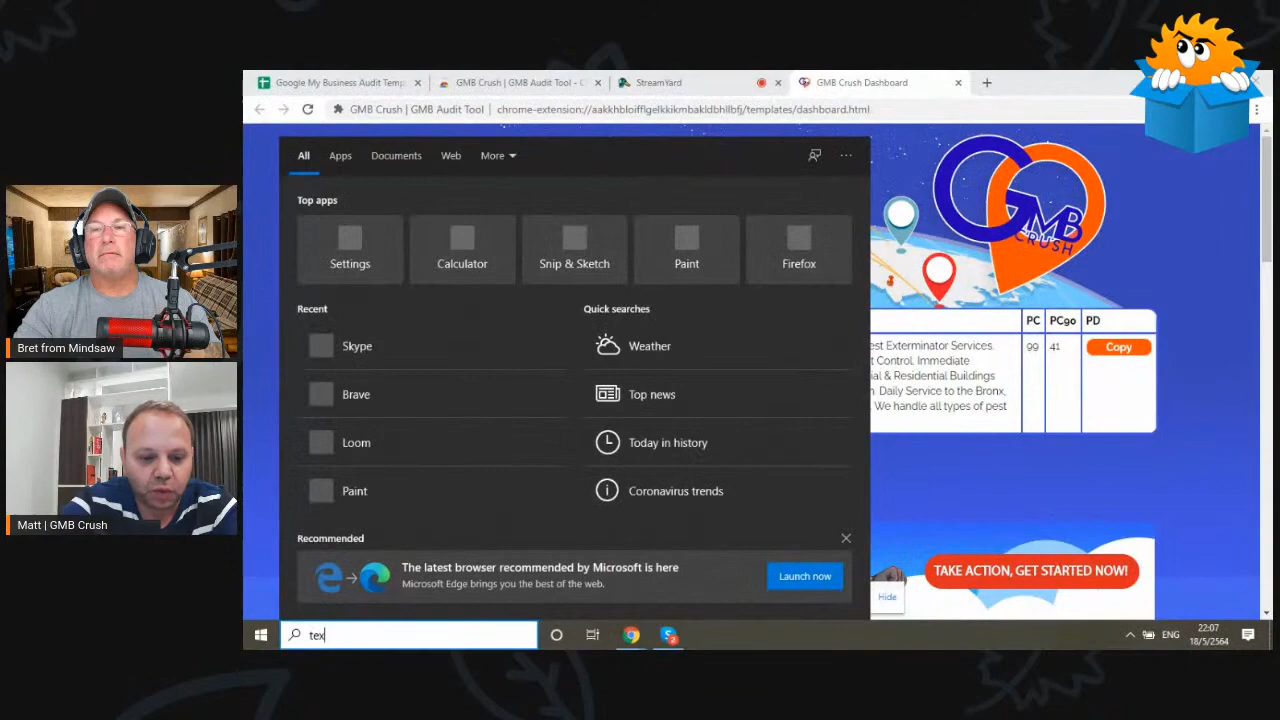 Google My Business Audit Temp
GMB Crush | GMB Audit Tool - C
StreamYard
GMB Crush Dashboard
GMB Crush | GMB Audit Tool
chrome-extension://aakkhbloifflgelkkikmbakldbhllbfj/templates/dashboard.html
All
Apps
Documents
Web
More
Top apps
Settings
Calculator
Snip & Sketch
Paint
Firefox
Recent
Quick searches
Skype
Weather
Brave
Top news
Loom
Today in history
Paint
Coronavirus trends
Recommended
The latest browser recommended by Microsoft is here
Microsoft Edge brings you the best of the web.
Launch now
GMB
CRUSH
PC
PC90
PD
est Exterminator Services.
t Control. Immediate
ial & Residential Buildings
n. Daily Service to the Bronx,
. We handle all types of pest
99
41
Copy
TAKE ACTION, GET STARTED NOW!
Hide
tex
2
ENG
22:07
18/5/2564
Bret from Mindsaw
Matt | GMB Crush